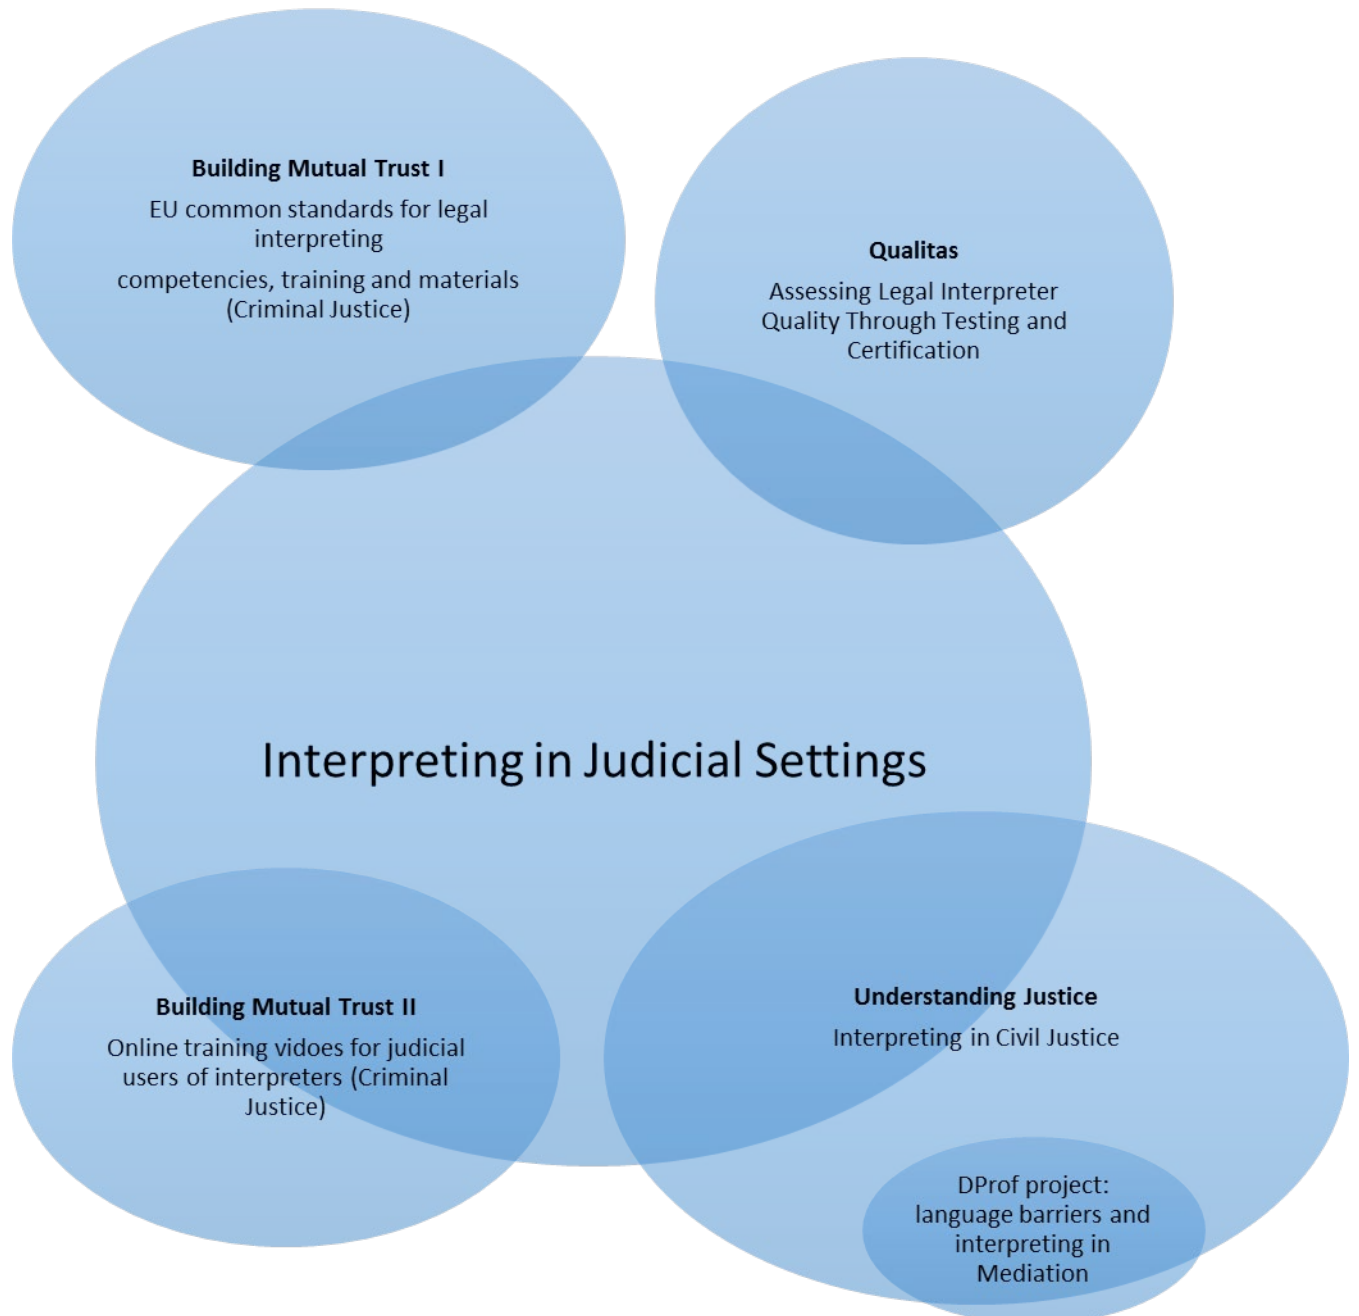 Building Mutual Trust I
EU common standards for legal
interpreting
competencies, training and materials
(Criminal Justice)
Qualitas
Assessing Legal Interpreter
Quality Through Testing and
Certification
Interpreting in Judicial Settings
Building Mutual Trust II
Online training vidoes for judicial
users of interpreters (Criminal
Justice)
Understanding Justice
Interpreting in Civil Justice
DProf project:
language barriers and
interpreting in
Mediation